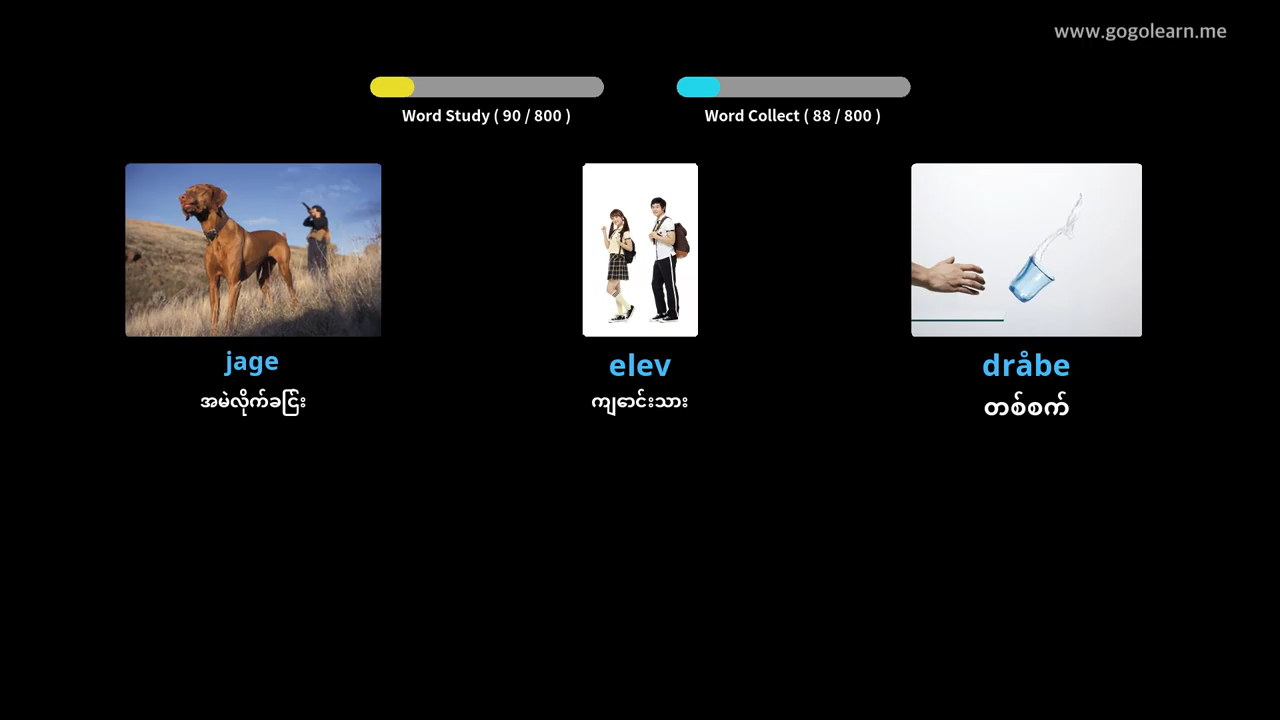 www.gogolearn.me
Word Study ( 90 / 800 )
Word Collect ( 88 / 800 )
jage
အမဲလိုက်ခငြ်း
elev
ကျောင်းသား
dråbe
တစ်စက်